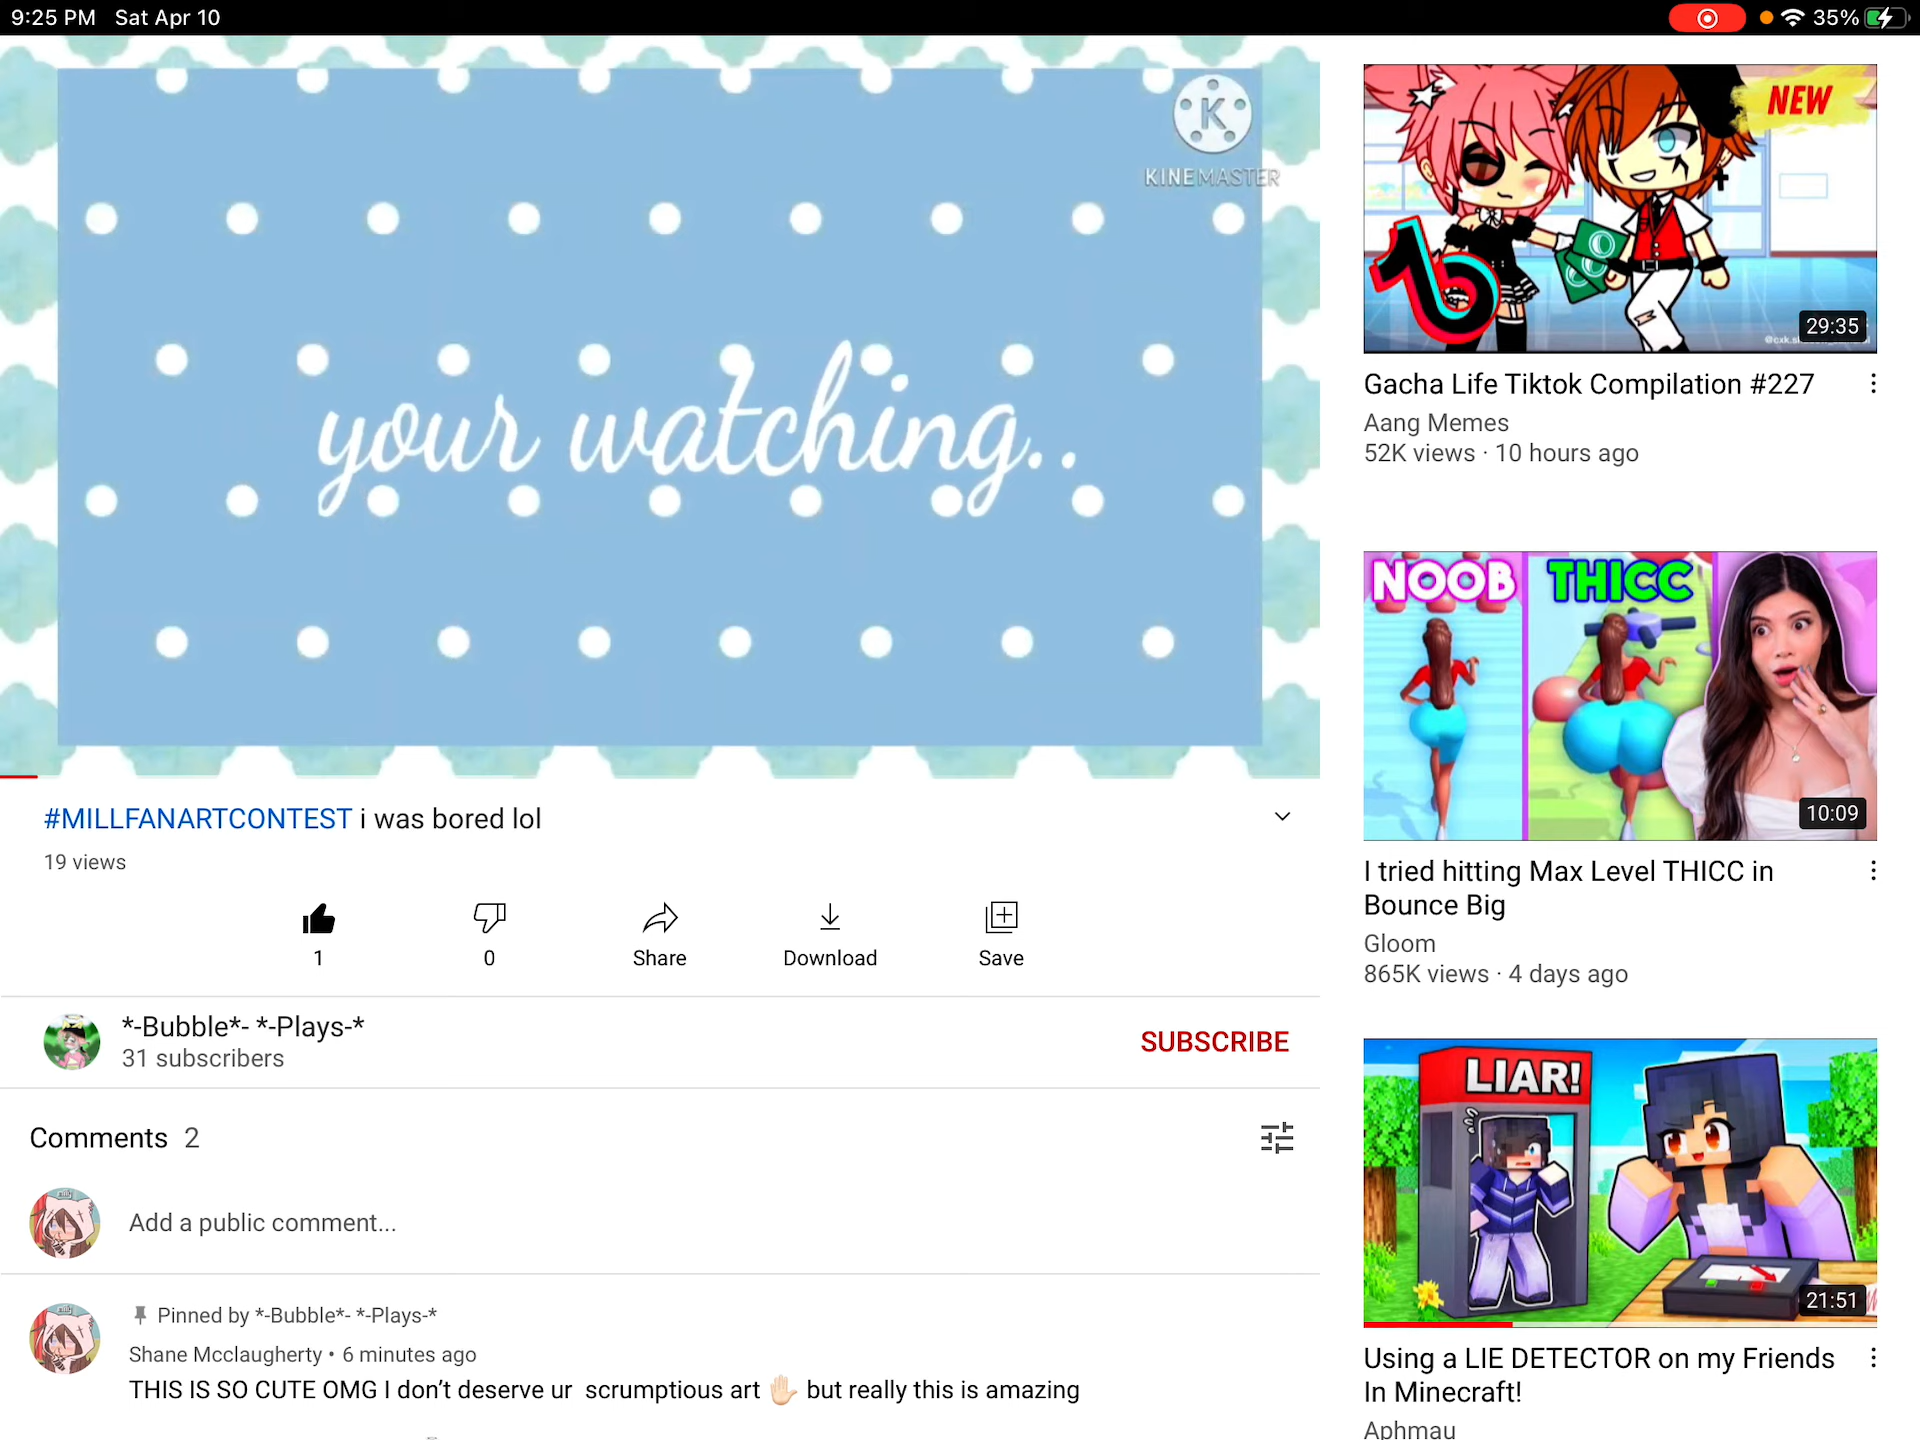 9:25 PM Sat Apr 10
35%
K
KINEMASTER
your watching..
#MILLFANARTCONTEST i was bored lol
19 views
1
0
Share
Download
Save
*-Bubble*- *-Plays-*
31 subscribers
SUBSCRIBE
Comments 2
Add a public comment...
Pinned by *-Bubble*- *-Plays-*
Shane Mcclaugherty • 6 minutes ago
THIS IS SO CUTE OMG I don’t deserve ur scrumptious art ✋🏻 but really this is amazing
NEW
29:35
Gacha Life Tiktok Compilation #227
Aang Memes
52K views · 10 hours ago
NOOB
THICC
10:09
I tried hitting Max Level THICC in
Bounce Big
Gloom
865K views · 4 days ago
LIAR!
21:51
Using a LIE DETECTOR on my Friends
In Minecraft!
Aphmau